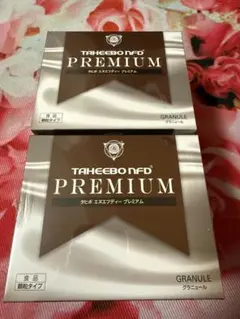 TAHEEBO NFD
PREMIUM
タヒボ エヌエフディー プレミアム
食品
顆粒タイプ
GRANULE
グラニュール
TAHEEBO NFD
PREMIUM
タヒボ エヌエフディー プレミアム
食品
顆粒タイプ
GRANULE
グラニュール